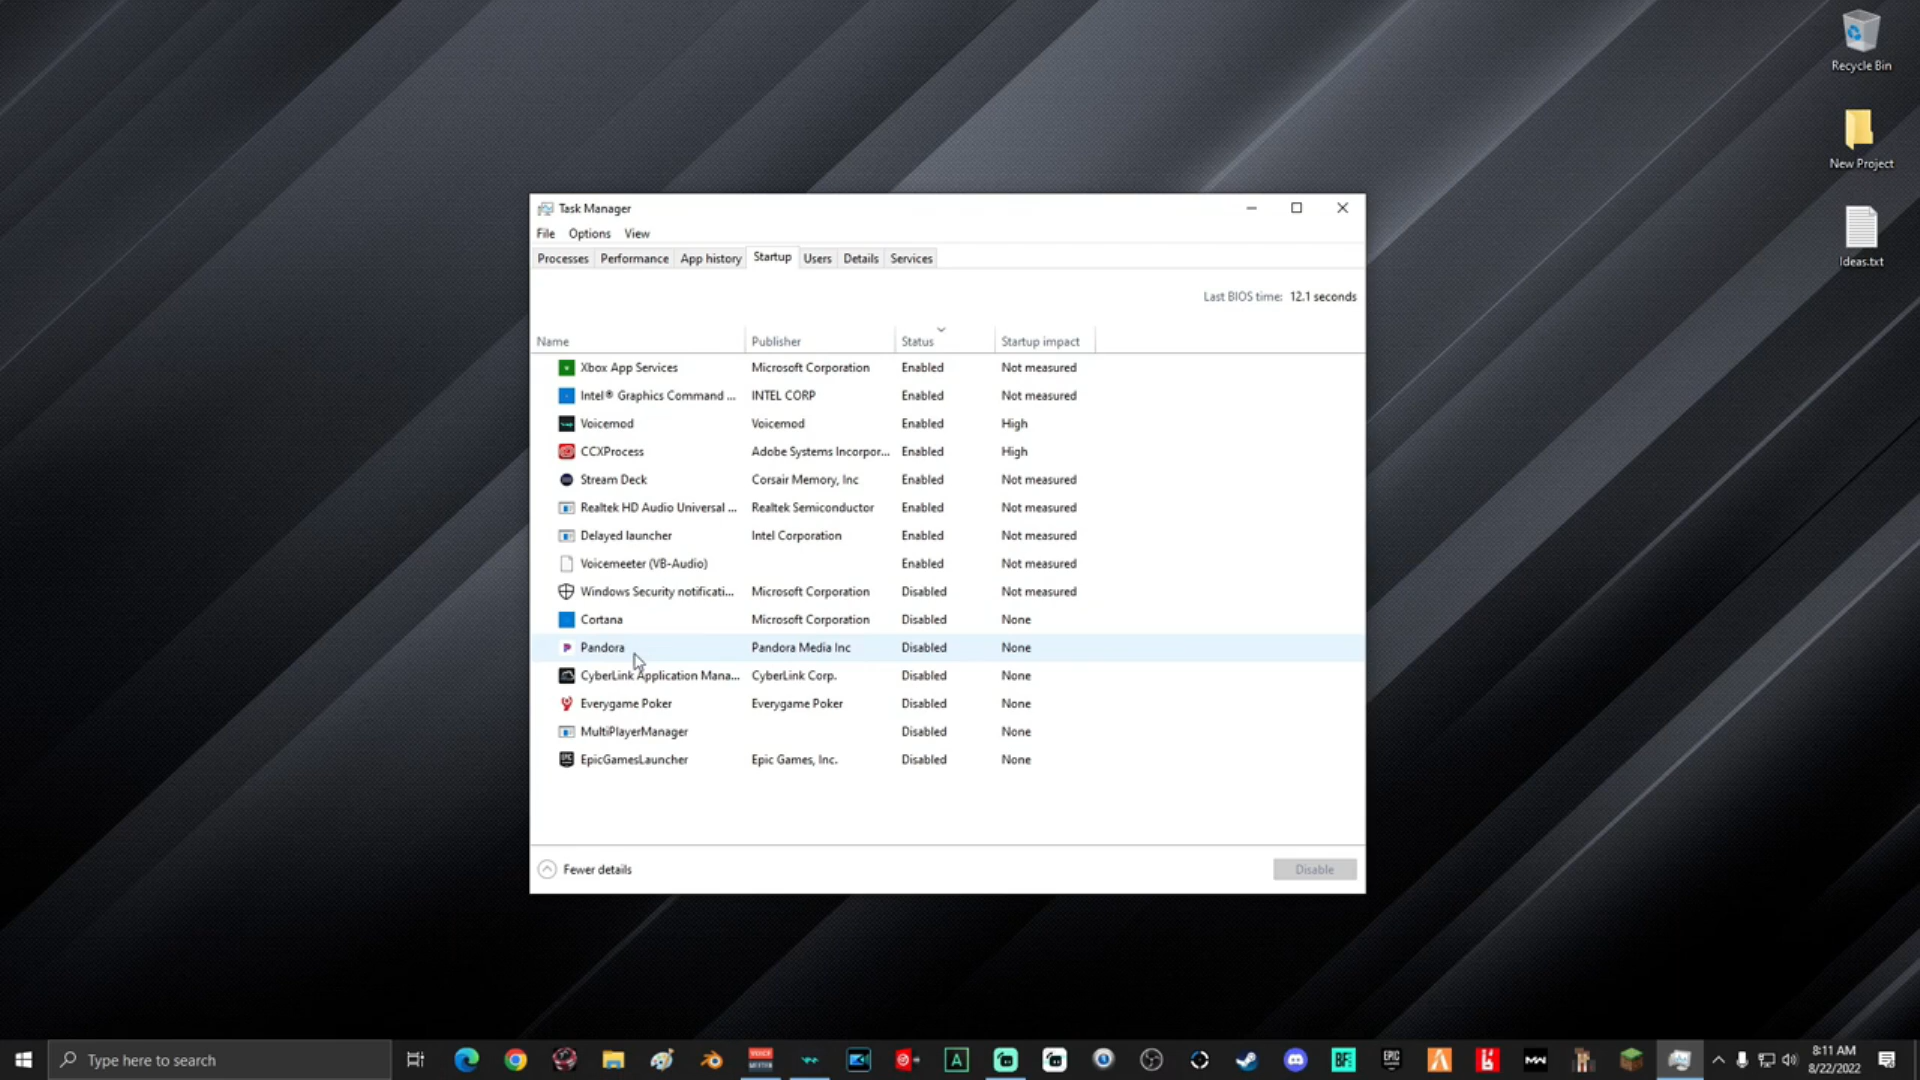 Recycle Bin
New Project
Ideas.txt
Task Manager
File Options View
Processes Performance App history Startup Users Details Services
Last BIOS time: 12.1 seconds
Name Publisher Status Startup impact
Xbox App Services Microsoft Corporation Enabled Not measured
Intel® Graphics Command ... INTEL CORP Enabled Not measured
Voicemod Voicemod Enabled High
CCXProcess Adobe Systems Incorpor... Enabled High
Stream Deck Corsair Memory, Inc Enabled Not measured
Realtek HD Audio Universal ... Realtek Semiconductor Enabled Not measured
Delayed launcher Intel Corporation Enabled Not measured
Voicemeeter (VB-Audio) Enabled Not measured
Windows Security notificati... Microsoft Corporation Disabled Not measured
Cortana Microsoft Corporation Disabled None
Pandora Pandora Media Inc Disabled None
CyberLink Application Mana... CyberLink Corp. Disabled None
Everygame Poker Everygame Poker Disabled None
MultiPlayerManager Disabled None
EpicGamesLauncher Epic Games, Inc. Disabled None
Fewer details Disable
Type here to search
VOICE MEETER
A
BF
EPIC
MW
8:11 AM
8/22/2022